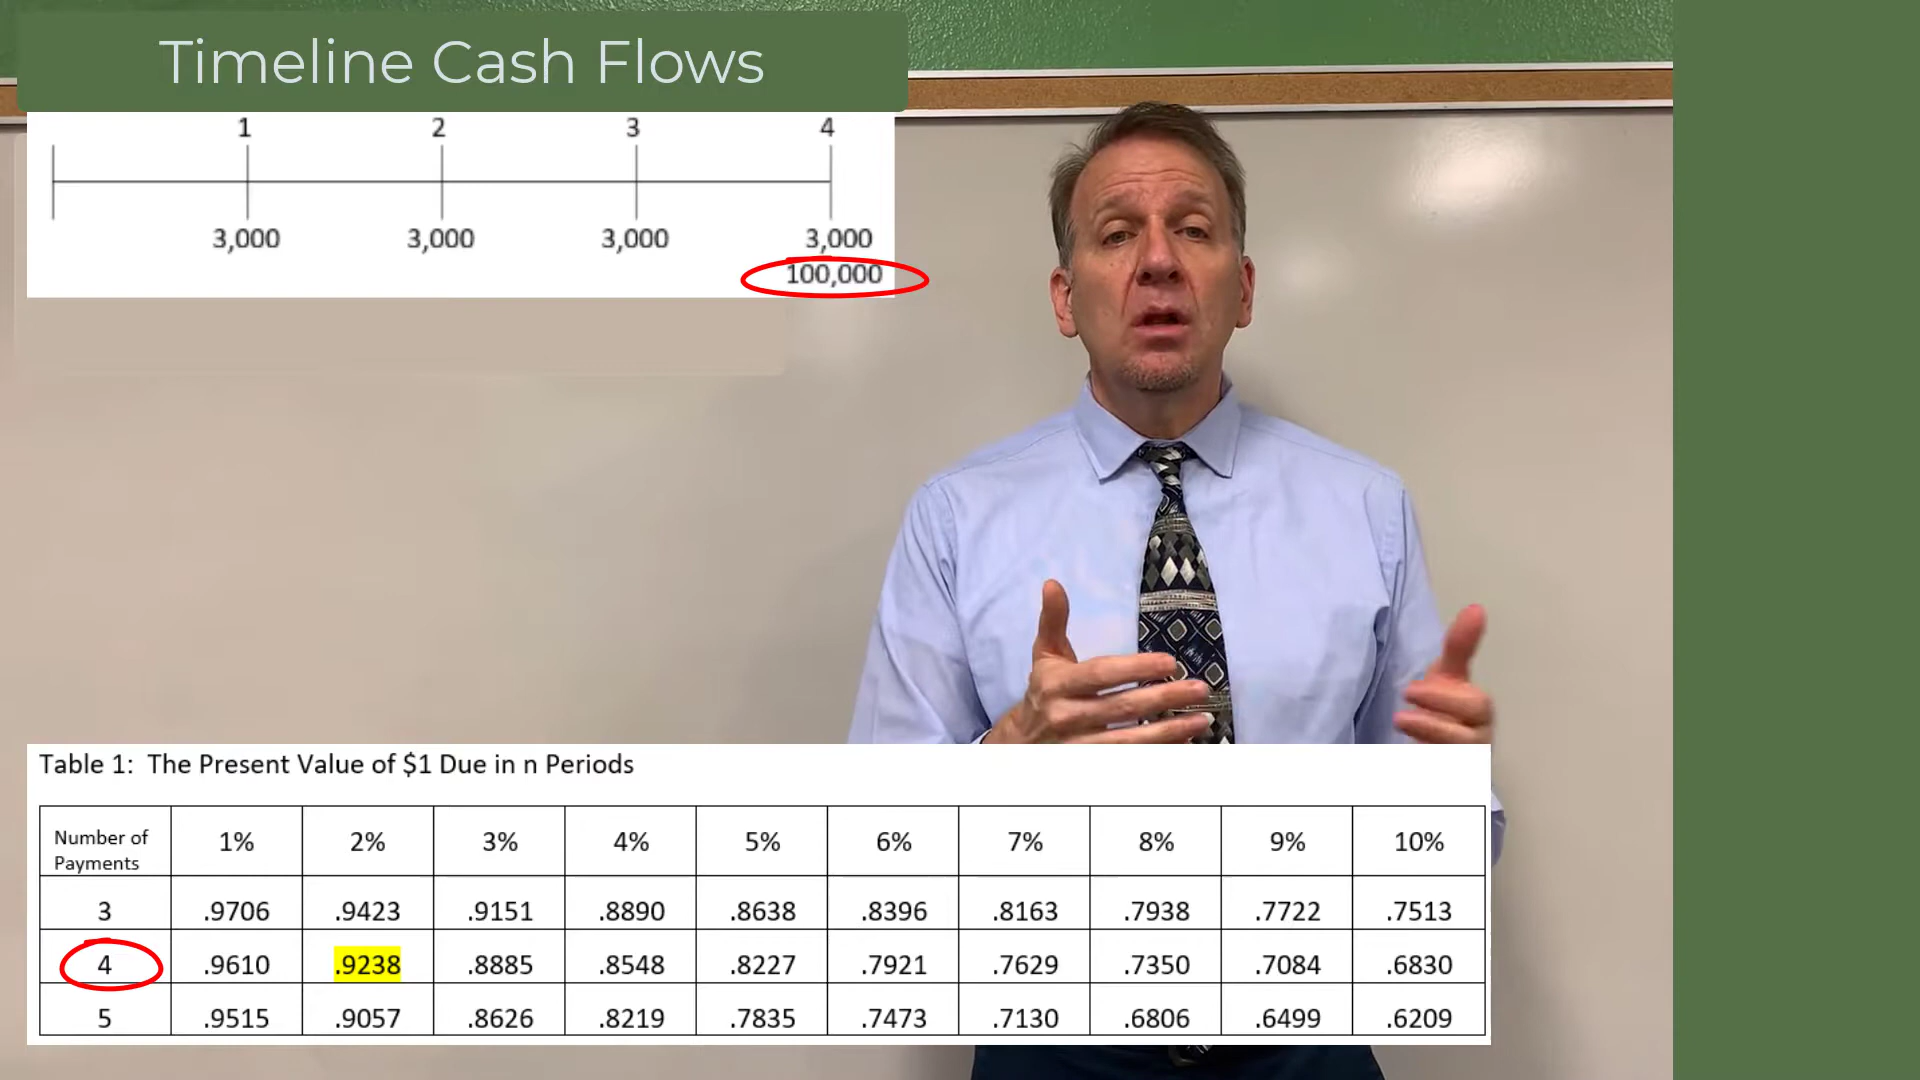 Timeline Cash Flows
1 2 3 4
3,000 3,000 3,000 3,000
100,000
Table 1: The Present Value of $1 Due in n Periods
Number of Payments 1% 2% 3% 4% 5% 6% 7% 8% 9% 10%
3 .9706 .9423 .9151 .8890 .8638 .8396 .8163 .7938 .7722 .7513
4 .9610 .9238 .8885 .8548 .8227 .7921 .7629 .7350 .7084 .6830
5 .9515 .9057 .8626 .8219 .7835 .7473 .7130 .6806 .6499 .6209